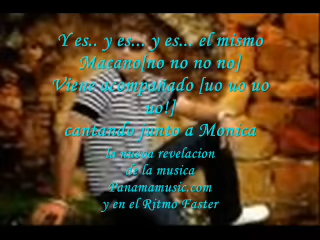 Y es.. y es... y es... el mismo
Macano[no no no no]
Viene acompañado [uo uo uo
uo!]
cantando junto a Monica
la nueva revelacion
de la musica
Panamamusic.com
y en el Ritmo Faster